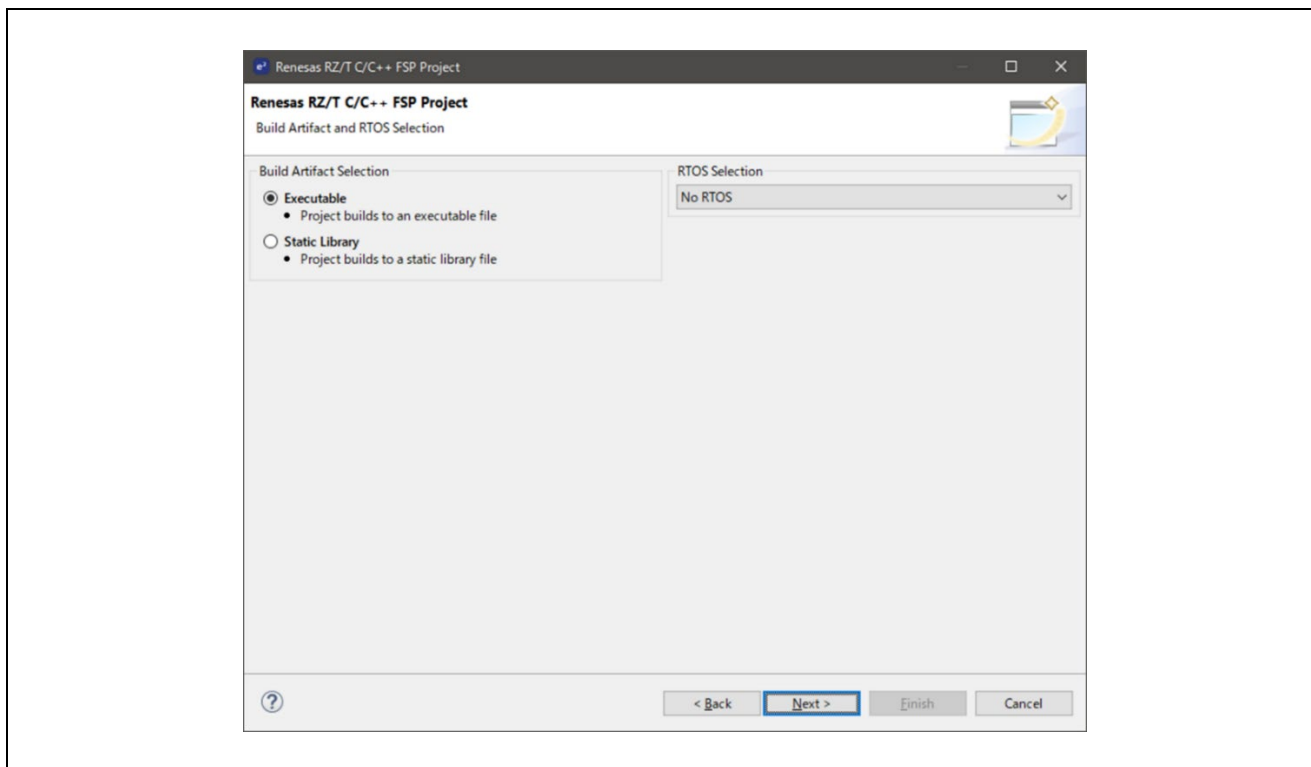 e² Renesas RZ/T C/C++ FSP Project
Renesas RZ/T C/C++ FSP Project
Build Artifact and RTOS Selection
Build Artifact Selection
Executable
• Project builds to an executable file
Static Library
• Project builds to a static library file
RTOS Selection
No RTOS
?
< Back
Next >
Finish
Cancel